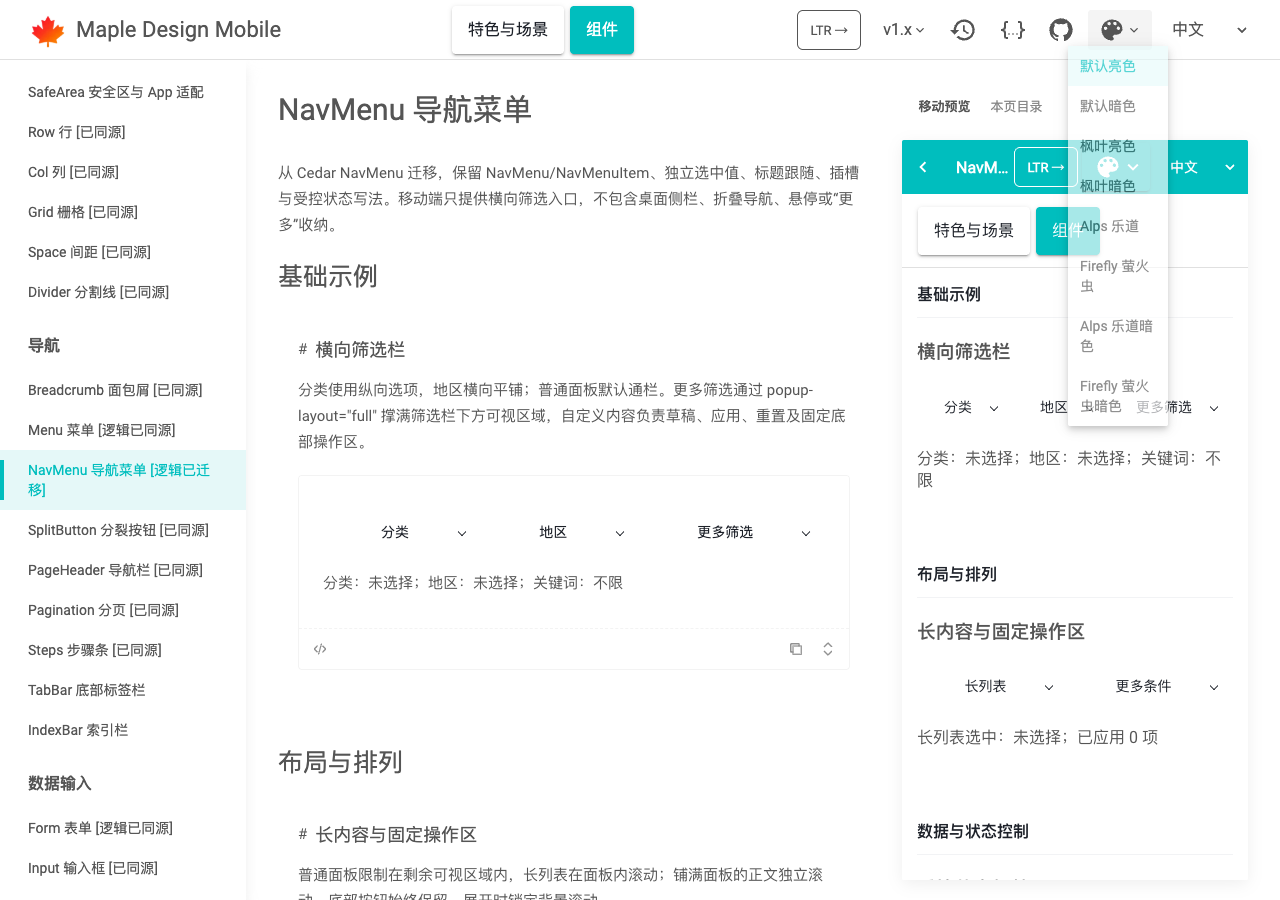 Maple Design Mobile
特色与场景
组件
LTR→
v1.x
{..}
中文
SafeArea 安全区与 App 适配
Row 行 [已同源]
Col 列 [已同源]
Grid 栅格 [已同源]
Space 间距 [已同源]
Divider 分割线 [已同源]
导航
Breadcrumb 面包屑 [已同源]
Menu 菜单 [逻辑已同源]
NavMenu 导航菜单 [逻辑已迁
移]
SplitButton 分裂按钮 [已同源]
PageHeader 导航栏 [已同源]
Pagination 分页 [已同源]
Steps 步骤条 [已同源]
TabBar 底部标签栏
IndexBar 索引栏
数据输入
Form 表单 [逻辑已同源]
Input 输入框 [已同源]
NavMenu 导航菜单
从 Cedar NavMenu 迁移，保留 NavMenu/NavMenuItem、独立选中值、标题跟随、插槽
与受控状态写法。移动端只提供横向筛选入口，不包含桌面侧栏、折叠导航、悬停或“更
多”收纳。
基础示例
# 横向筛选栏
分类使用纵向选项，地区横向平铺；普通面板默认通栏。更多筛选通过 popup-
layout="full" 撑满筛选栏下方可视区域，自定义内容负责草稿、应用、重置及固定底
部操作区。
分类
地区
更多筛选
分类：未选择；地区：未选择；关键词：不限
布局与排列
# 长内容与固定操作区
普通面板限制在剩余可视区域内，长列表在面板内滚动；铺满面板的正文独立滚
动，底部按钮始终保留，展开时锁定背景滚动。
移动预览
本页目录
默认亮色
默认暗色
枫叶亮色
枫叶暗色
Alps 乐道
Firefly 萤火
虫
Alps 乐道暗
色
Firefly 萤火
虫暗色
NavM...
LTR→
中文
特色与场景
组件
基础示例
横向筛选栏
分类
地区
更多筛选
分类：未选择；地区：未选择；关键词：不
限
布局与排列
长内容与固定操作区
长列表
更多条件
长列表选中：未选择；已应用 0 项
数据与状态控制